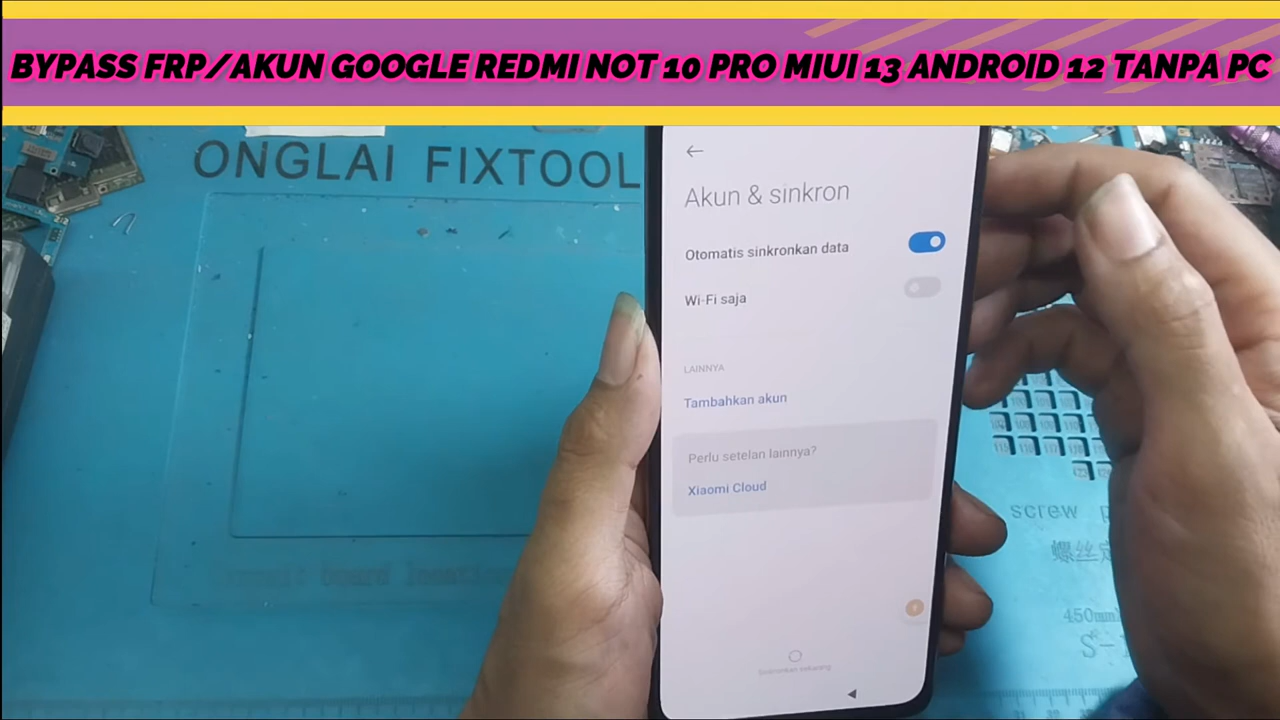 BYPASS FRP/AKUN GOOGLE REDMI NOT 10 PRO MIUI 13 ANDROID 12 TANPA PC
ONGLAI FIXTOOL
Akun & sinkron
Otomatis sinkronkan data
Wi-Fi saja
LAINNYA
Tambahkan akun
Perlu setelan lainnya?
Xiaomi Cloud
screw
450mm
S-